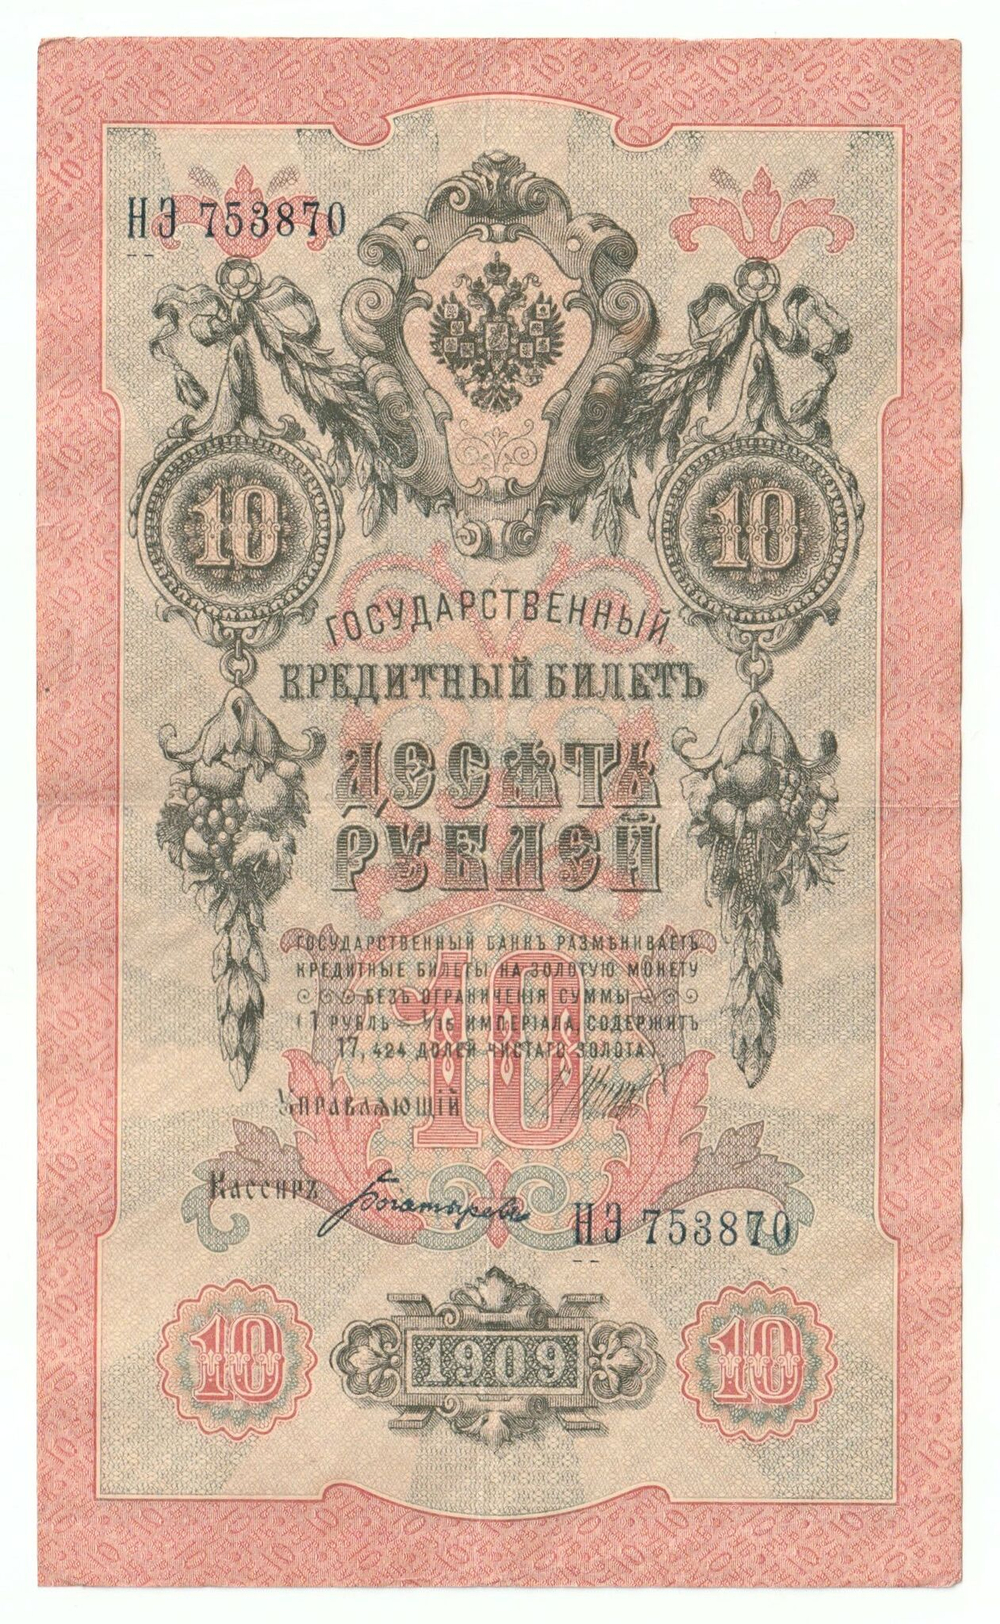 НЭ 753870
10 10
ГОСУДАРСТВЕННЫЙ
КРЕДИТНЫЙ БИЛЕТЪ
ДЕСЯТЬ
РУБЛЕЙ
ГОСУДАРСТВЕННЫЙ БАНКЪ РАЗМѢНИВАЕТЪ
КРЕДИТНЫЕ БИЛЕТЫ НА ЗОЛОТУЮ МОНЕТУ
БЕЗЪ ОГРАНИЧЕНІЯ СУММЫ
(1 РУБЛЬ = 1/15 ИМПЕРІАЛА, СОДЕРЖИТЪ
17,424 ДОЛЕЙ ЧИСТАГО ЗОЛОТА).
10
Управляющій
Кассиръ Богатыревъ
НЭ 753870
10 1909 10